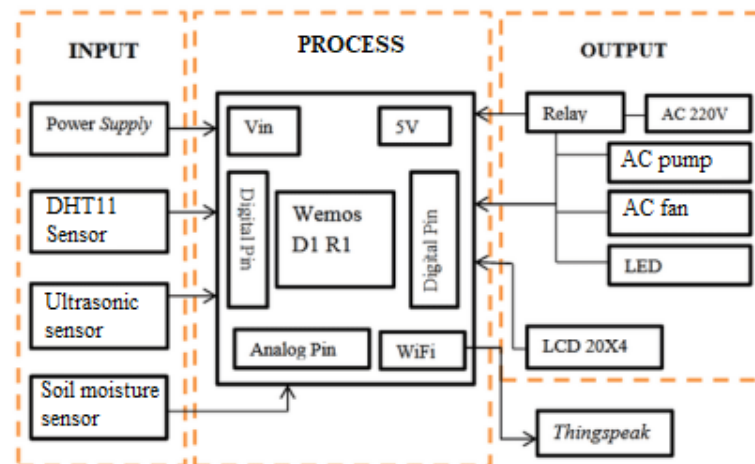 INPUT
Power Supply
DHT11
Sensor
Ultrasonic
sensor
Soil moisture
sensor
PROCESS
Vin
5V
Digital Pin
Wemos
D1 R1
Digital Pin
Analog Pin
WiFi
OUTPUT
Relay
AC 220V
AC pump
AC fan
LED
LCD 20X4
Thingspeak